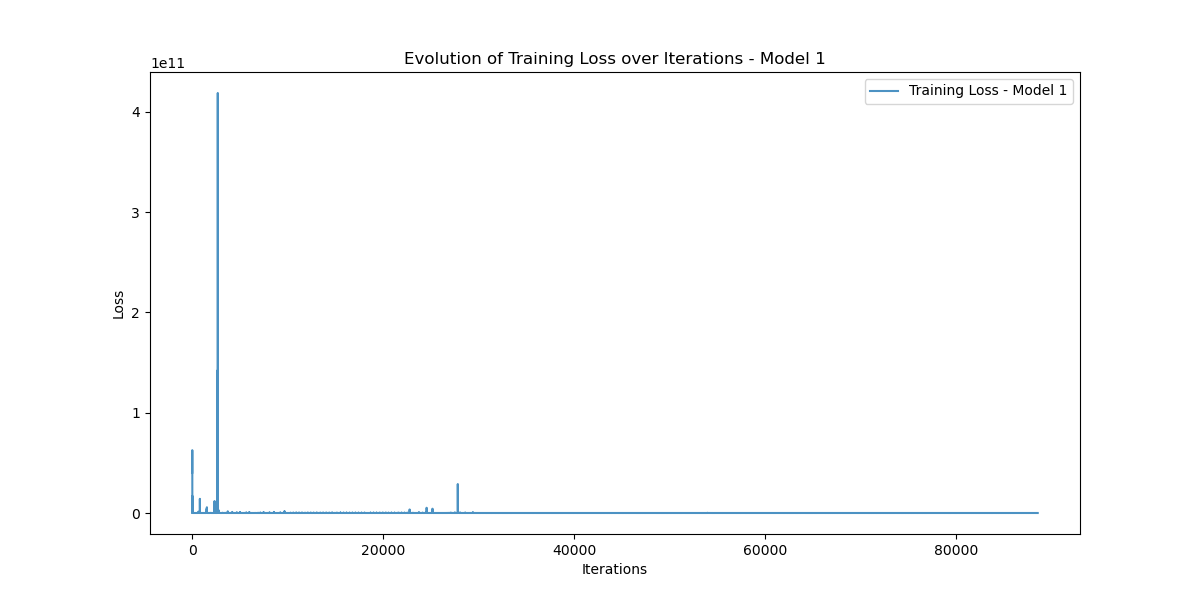 Evolution of Training Loss over Iterations - Model 1
1e11
Training Loss - Model 1
4
3
2
1
0
Loss
0 20000 40000 60000 80000
Iterations